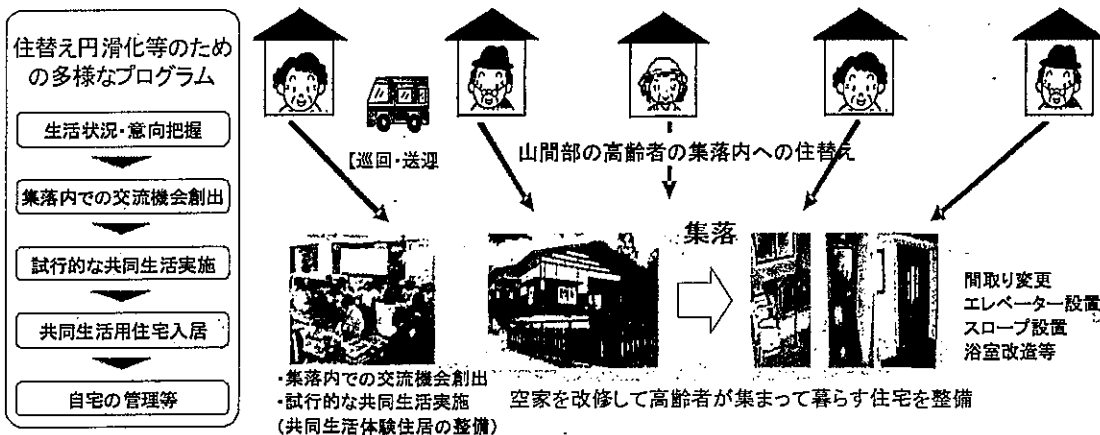 住替え円滑化等のため
の多様なプログラム
生活状況・意向把握
集落内での交流機会創出
試行的な共同生活実施
共同生活用住宅入居
自宅の管理等
【巡回・送迎
山間部の高齢者の集落内への住替え
集落
間取り変更
エレベーター設置
スロープ設置
浴室改造等
・集落内での交流機会創出
・試行的な共同生活実施
(共同生活体験住居の整備)
空家を改修して高齢者が集まって暮らす住宅を整備